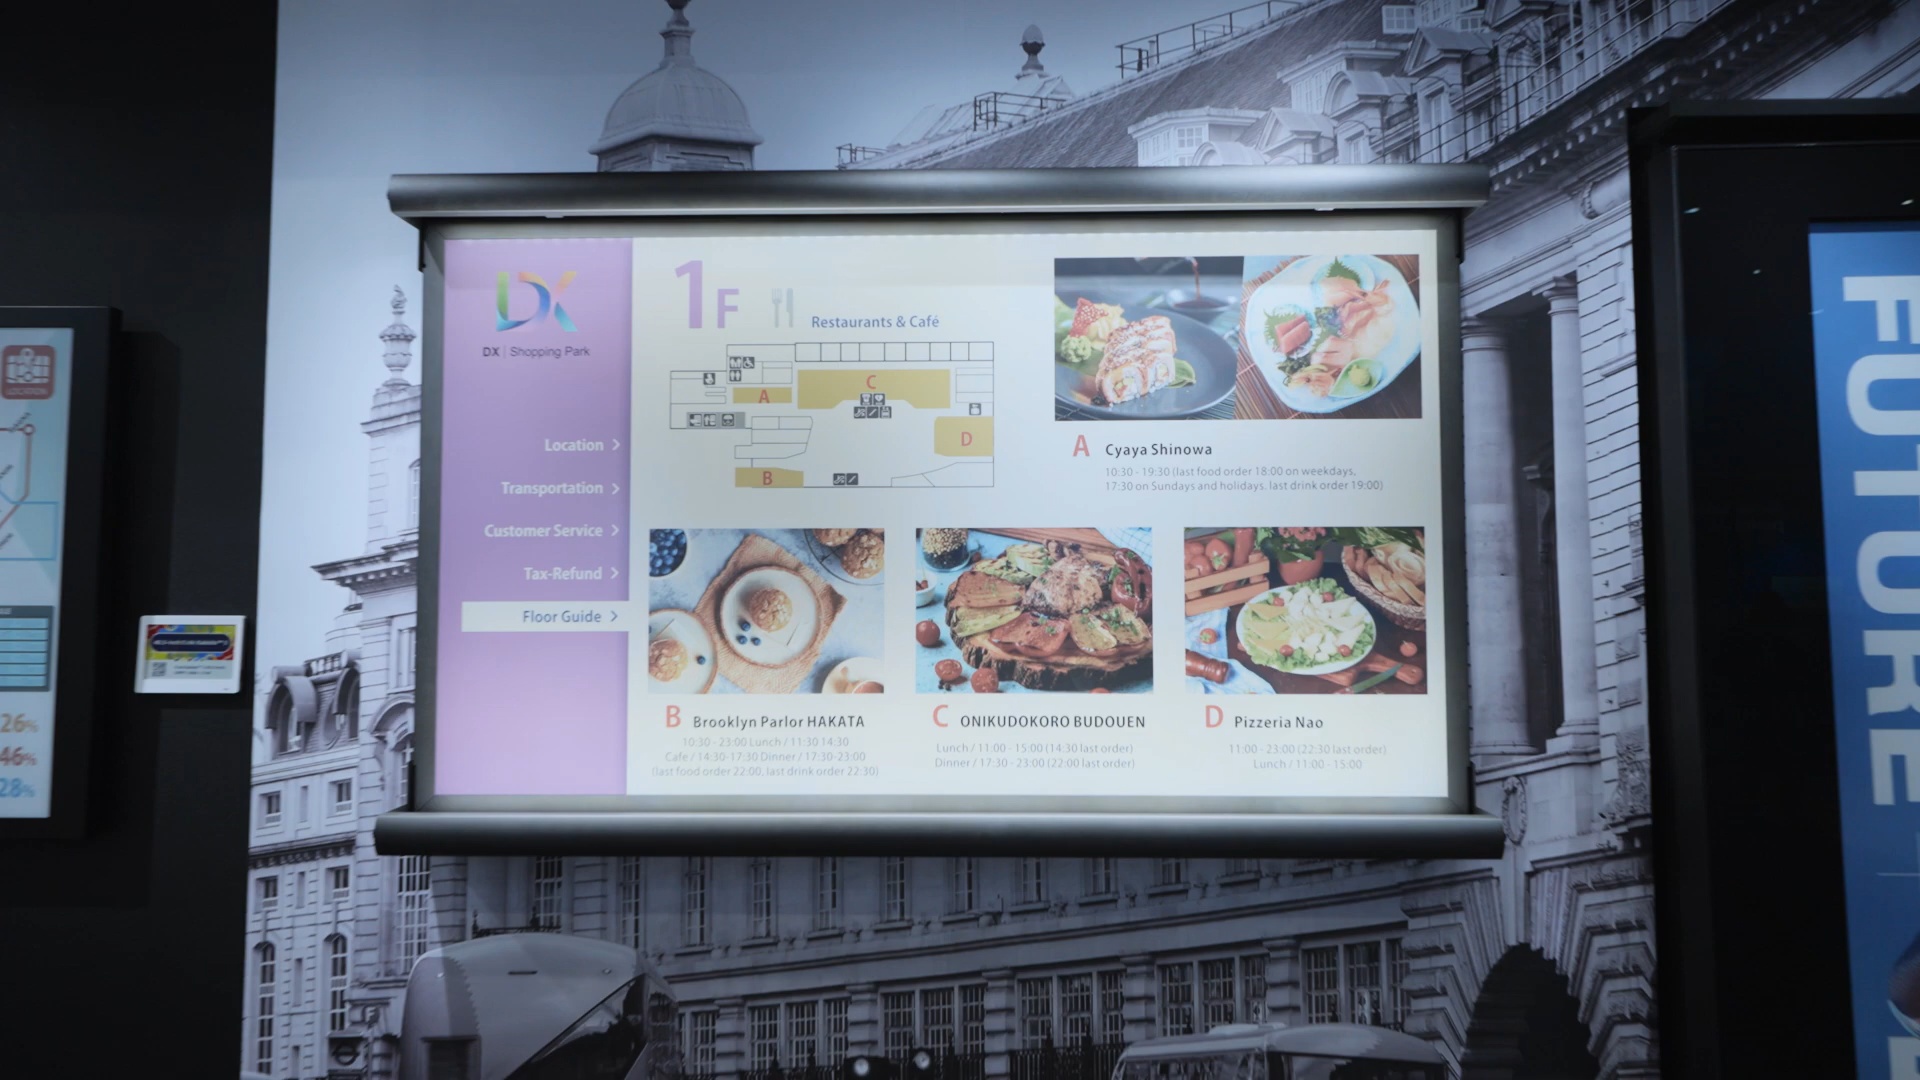 DX | Shopping Park
Location
Transportation
Customer Service
Tax-Refund
Floor Guide
1F
Restaurants & Café
A
C
D
B
A Cyaya Shinowa
10:30 - 19:30 (last food order 18:00 on weekdays,
17:30 on Sundays and holidays. last drink order 19:00)
B Brooklyn Parlor HAKATA
10:30 - 23:00 Lunch / 11:30 14:30
Cafe / 14:30-17:30 Dinner / 17:30-23:00
(last food order 22:00, last drink order 22:30)
C ONIKUDOKORO BUDOUEN
Lunch / 11:00 - 15:00 (14:30 last order)
Dinner / 17:30 - 23:00 (22:00 last order)
D Pizzeria Nao
11:00 - 23:00 (22:30 last order)
Lunch / 11:00 - 15:00
LOCATION
26%
46%
28%
FUTURE